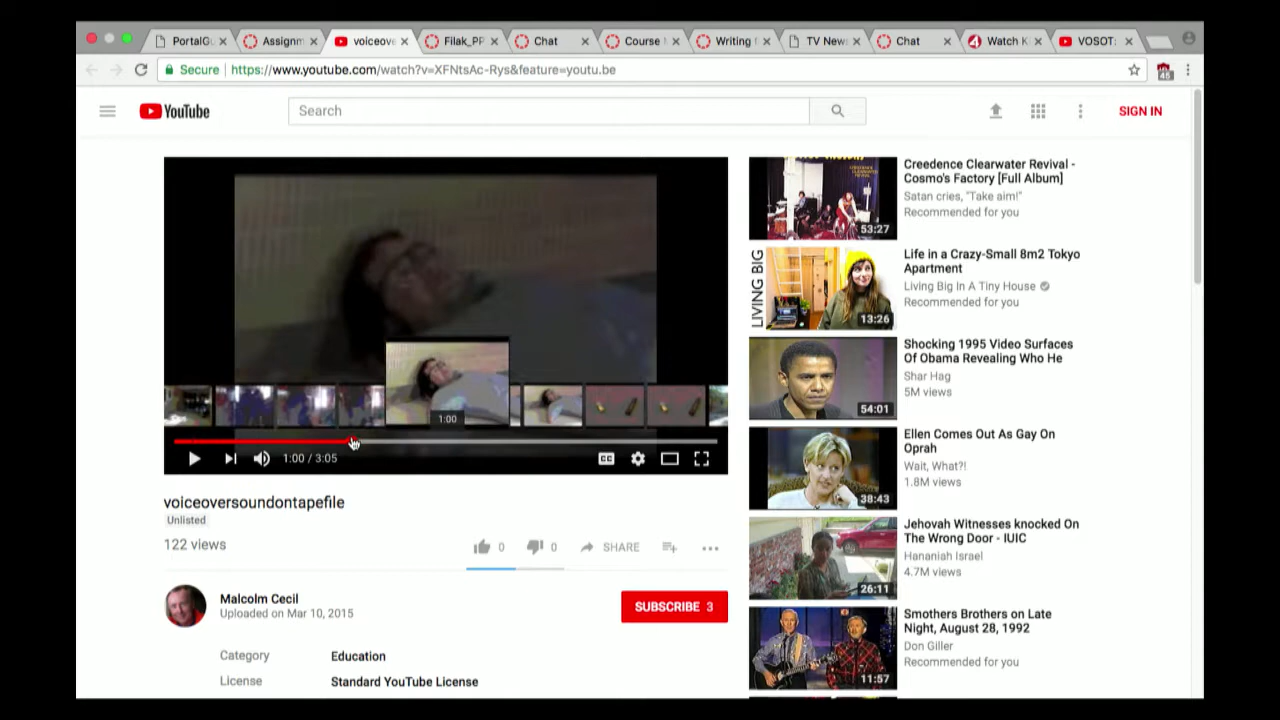 PortalGu
Assignm
voiceove
Filak_PP
Chat
Course
Writing f
TV News
Chat
Watch K
VOSOT:
Secure
https://www.youtube.com/watch?v=XFNtsAc-Rys&feature=youtu.be
45
YouTube
Search
SIGN IN
1:00
1:00 / 3:05
CC
voiceoversoundontapefile
Unlisted
122 views
0
0
SHARE
Malcolm Cecil
Uploaded on Mar 10, 2015
SUBSCRIBE 3
Category
Education
License
Standard YouTube License
53:27
Creedence Clearwater Revival -
Cosmo's Factory [Full Album]
Satan cries, "Take aim!"
Recommended for you
LIVING BIG
13:26
Life in a Crazy-Small 8m2 Tokyo
Apartment
Living Big In A Tiny House
Recommended for you
54:01
Shocking 1995 Video Surfaces
Of Obama Revealing Who He
Shar Hag
5M views
38:43
Ellen Comes Out As Gay On
Oprah
Wait, What?!
1.8M views
26:11
Jehovah Witnesses knocked On
The Wrong Door - IUIC
Hananiah Israel
4.7M views
11:57
Smothers Brothers on Late
Night, August 28, 1992
Don Giller
Recommended for you